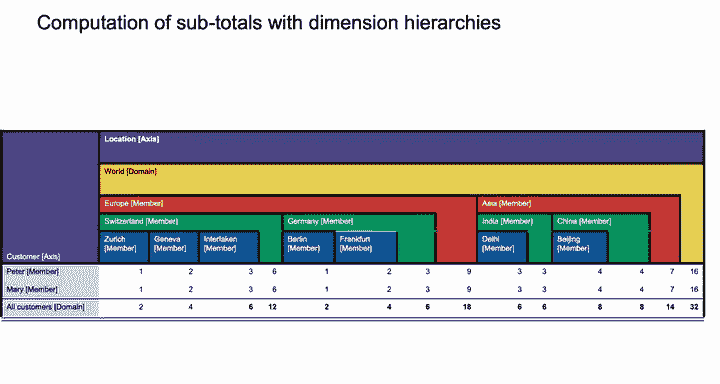 Computation of sub-totals with dimension hierarchies
Location [Axis]
World [Domain]
Europe [Member] Asia [Member]
Switzerland [Member] Germany [Member] India [Member] China [Member]
Zurich [Member] Geneva [Member] Interlaken [Member] Berlin [Member] Frankfurt [Member] Delhi [Member] Beijing [Member]
Customer [Axis]
Peter [Member] 1 2 3 6 1 2 3 9 3 3 4 4 7 16
Mary [Member] 1 2 3 6 1 2 3 9 3 3 4 4 7 16
All customers [Domain] 2 4 6 12 2 4 6 18 6 6 8 8 14 32